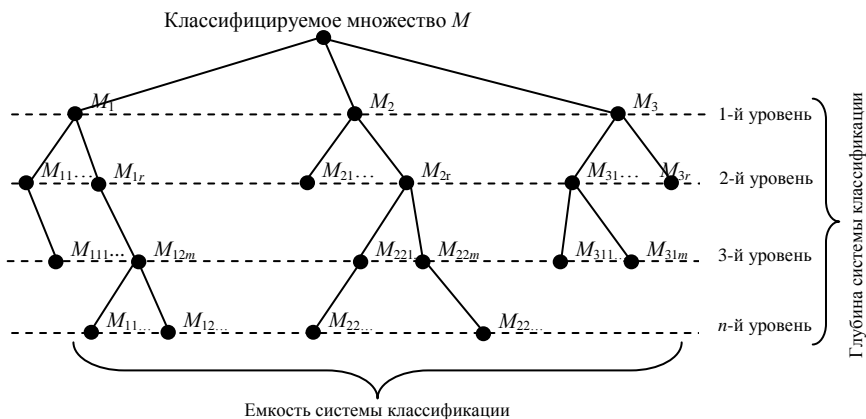 Классифицируемое множество M
M1 M2 M3 1-й уровень
M11… M1r M21… M2r M31… M3r 2-й уровень
M111… M12m M221… M22m M311… M31m 3-й уровень
M11… M12… M22… M22… n-й уровень
Емкость системы классификации
Глубина системы классификации